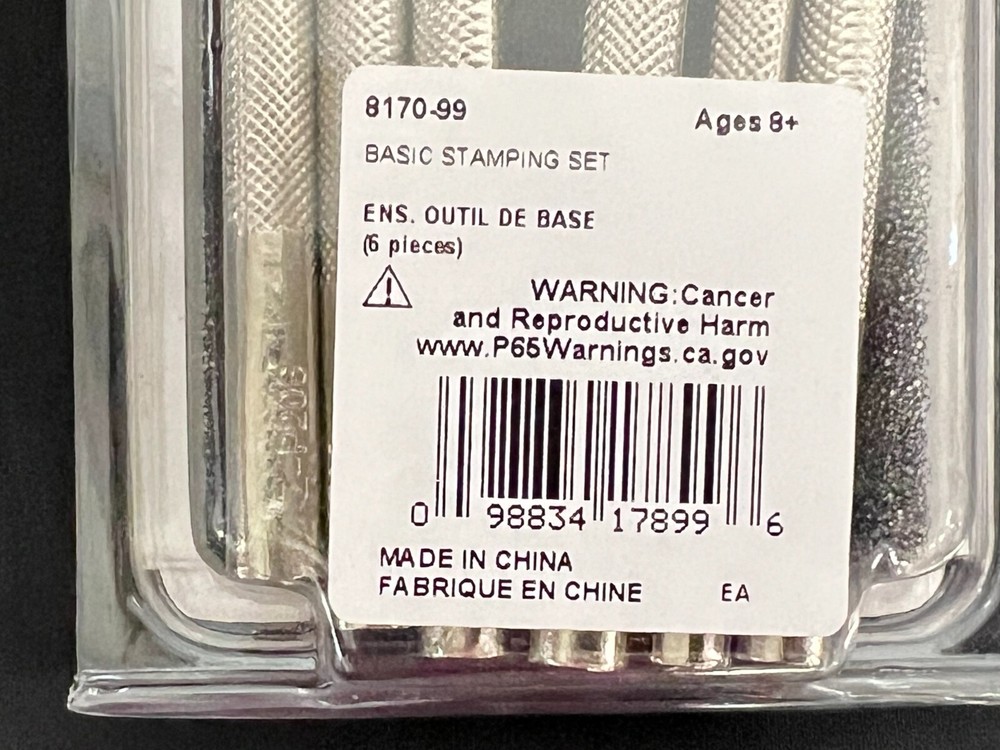 8170-99
Ages 8+
BASIC STAMPING SET
ENS. OUTIL DE BASE
(6 pieces)
WARNING:Cancer
and Reproductive Harm
www.P65Warnings.ca.gov
0 98834 17899 6
MADE IN CHINA
FABRIQUE EN CHINE
EA